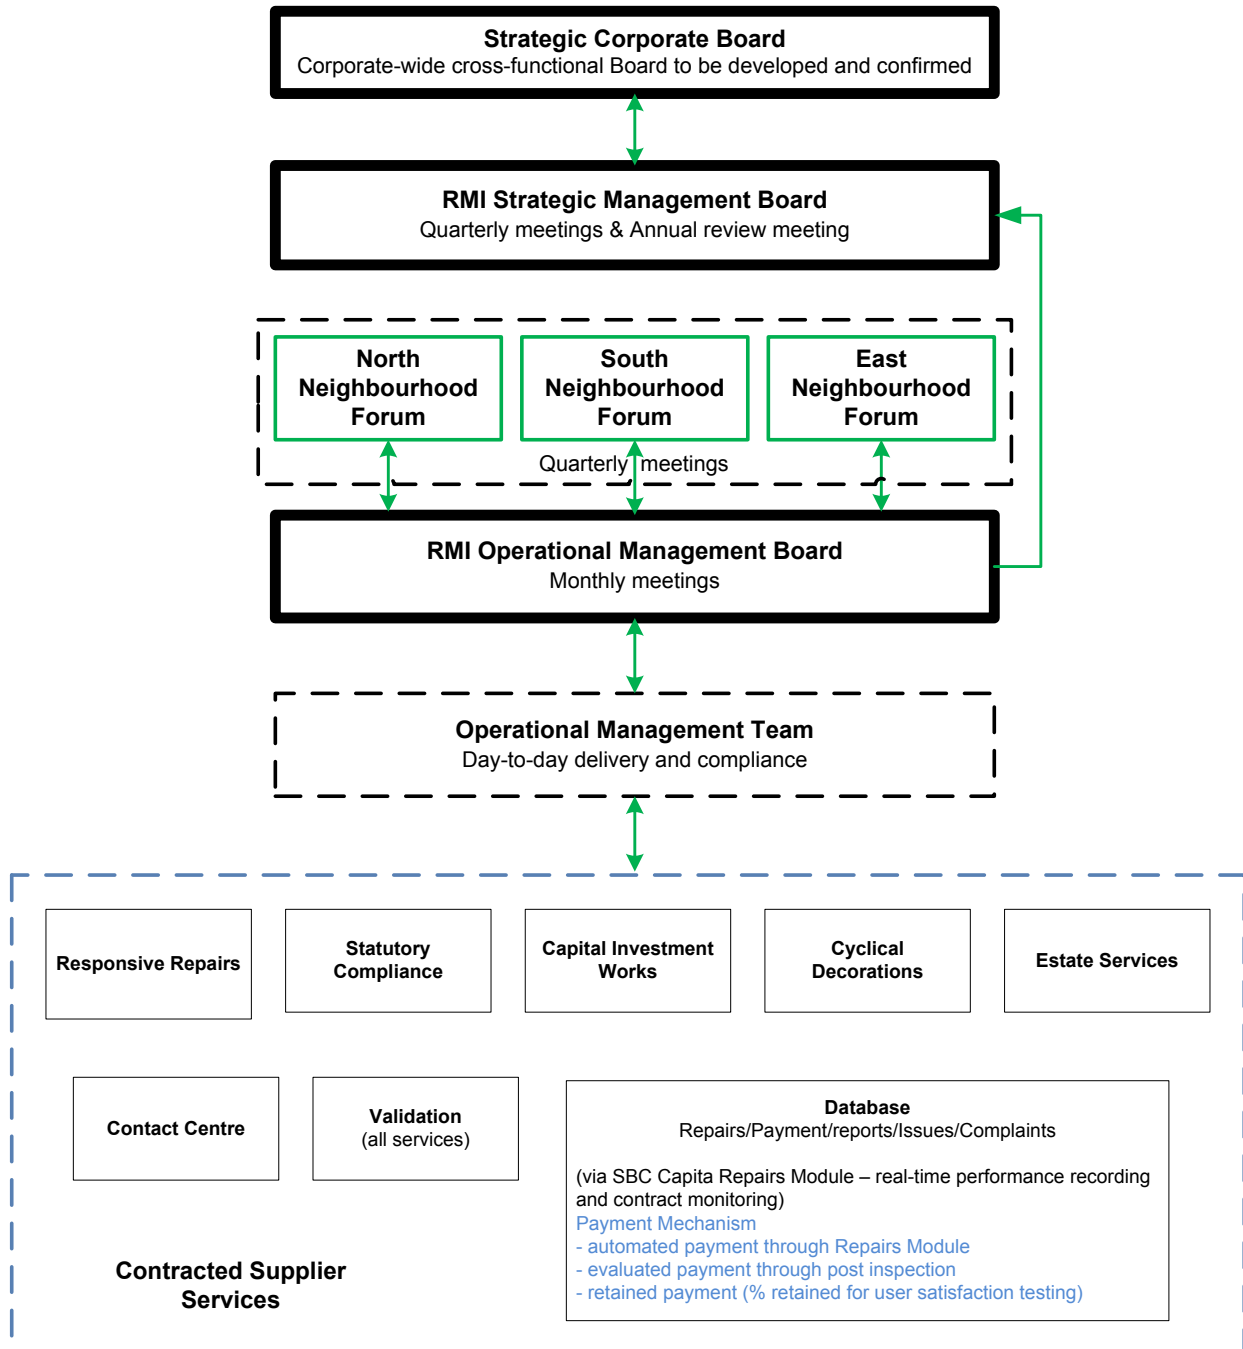 Strategic Corporate Board
Corporate-wide cross-functional Board to be developed and confirmed
RMI Strategic Management Board
Quarterly meetings & Annual review meeting
North
Neighbourhood
Forum
South
Neighbourhood
Forum
East
Neighbourhood
Forum
Quarterly meetings
RMI Operational Management Board
Monthly meetings
Operational Management Team
Day-to-day delivery and compliance
Responsive Repairs
Statutory
Compliance
Capital Investment
Works
Cyclical
Decorations
Estate Services
Contact Centre
Validation
(all services)
Database
Repairs/Payment/reports/Issues/Complaints
(via SBC Capita Repairs Module – real-time performance recording
and contract monitoring)
Payment Mechanism
- automated payment through Repairs Module
- evaluated payment through post inspection
- retained payment (% retained for user satisfaction testing)
Contracted Supplier
Services